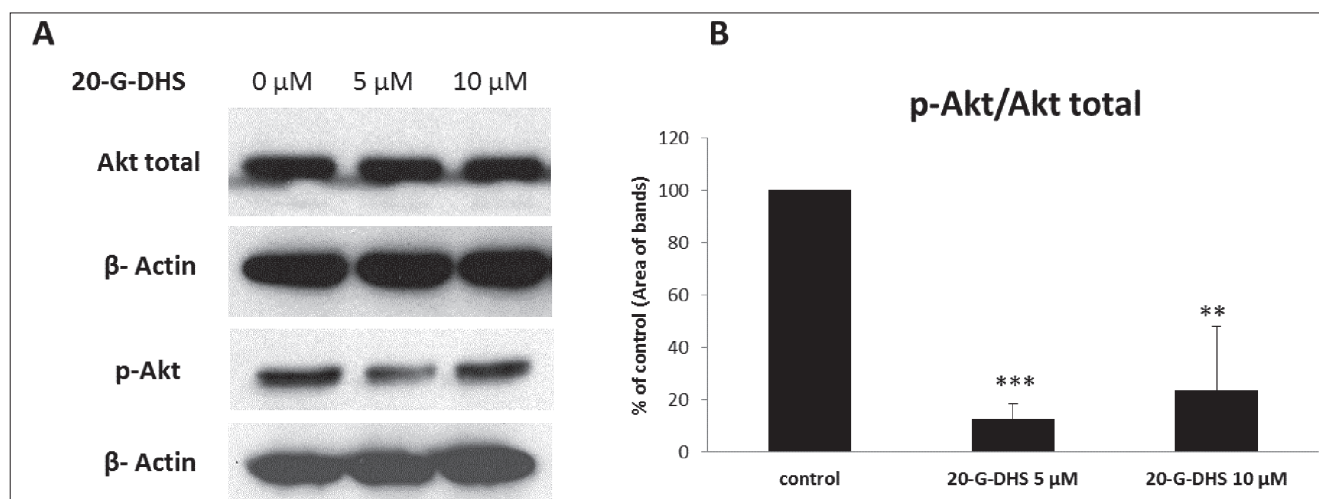 A
20-G-DHS 0 µM 5 µM 10 µM
Akt total
β- Actin
p-Akt
β- Actin
B
p-Akt/Akt total
% of control (Area of bands)
120
100
80
60
40
20
0
***
**
control 20-G-DHS 5 µM 20-G-DHS 10 µM